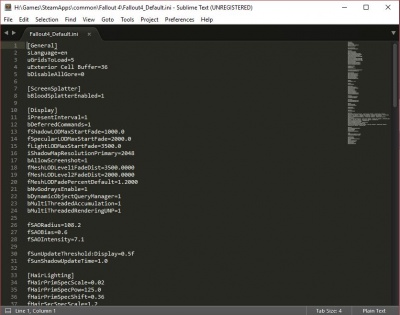 H:\Games\SteamApps\common\Fallout 4\Fallout4_Default.ini - Sublime Text (UNREGISTERED)
File Edit Selection Find View Goto Tools Project Preferences Help
Fallout4_Default.ini
1 [General]
2 sLanguage=en
3 uGridsToLoad=5
4 uExterior Cell Buffer=36
5 bDisableAllGore=0
6
7 [ScreenSplatter]
8 bBloodSplatterEnabled=1
9
10 [Display]
11 iPresentInterval=1
12 bDeferredCommands=1
13 fShadowLODMaxStartFade=1000.0
14 fSpecularLODMaxStartFade=2000.0
15 fLightLODMaxStartFade=3500.0
16 iShadowMapResolutionPrimary=2048
17 bAllowScreenshot=1
18 fMeshLODLevel1FadeDist=3500.0000
19 fMeshLODLevel2FadeDist=2000.0000
20 fMeshLODFadePercentDefault=1.2000
21 bNvGodraysEnable=1
22 bDynamicObjectQueryManager=1
23 bMultiThreadedAccumulation=1
24 bMultiThreadedRenderingUNP=1
25
26 fSAORadius=108.2
27 fSAOBias=0.6
28 fSAOIntensity=7.1
29
30 fSunUpdateThreshold:Display=0.5f
31 fSunShadowUpdateTime=1.0
32
33 [HairLighting]
34 fHairPrimSpecScale=0.02
35 fHairPrimSpecPow=125.0
36 fHairPrimSpecShift=0.36
37 fHairSecSpecScale=1.2
Line 1, Column 1
Tab Size: 4
Plain Text